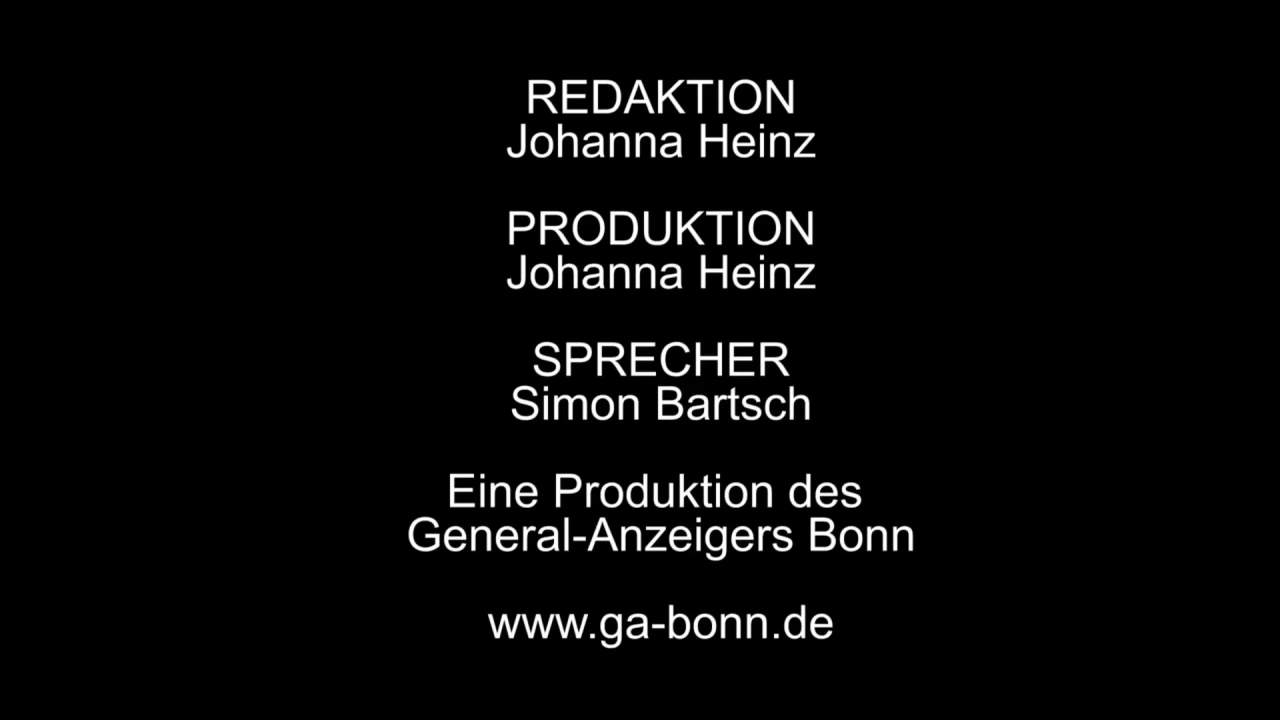 REDAKTION
Johanna Heinz
PRODUKTION
Johanna Heinz
SPRECHER
Simon Bartsch
Eine Produktion des
General-Anzeigers Bonn
www.ga-bonn.de